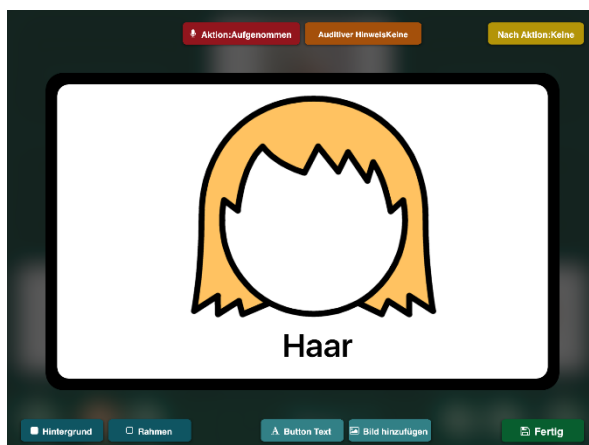 Aktion:Aufgenommen
Auditiver HinweisKeine
Nach Aktion:Keine
Haar
Hintergrund
Rahmen
A Button Text
Bild hinzufügen
Fertig